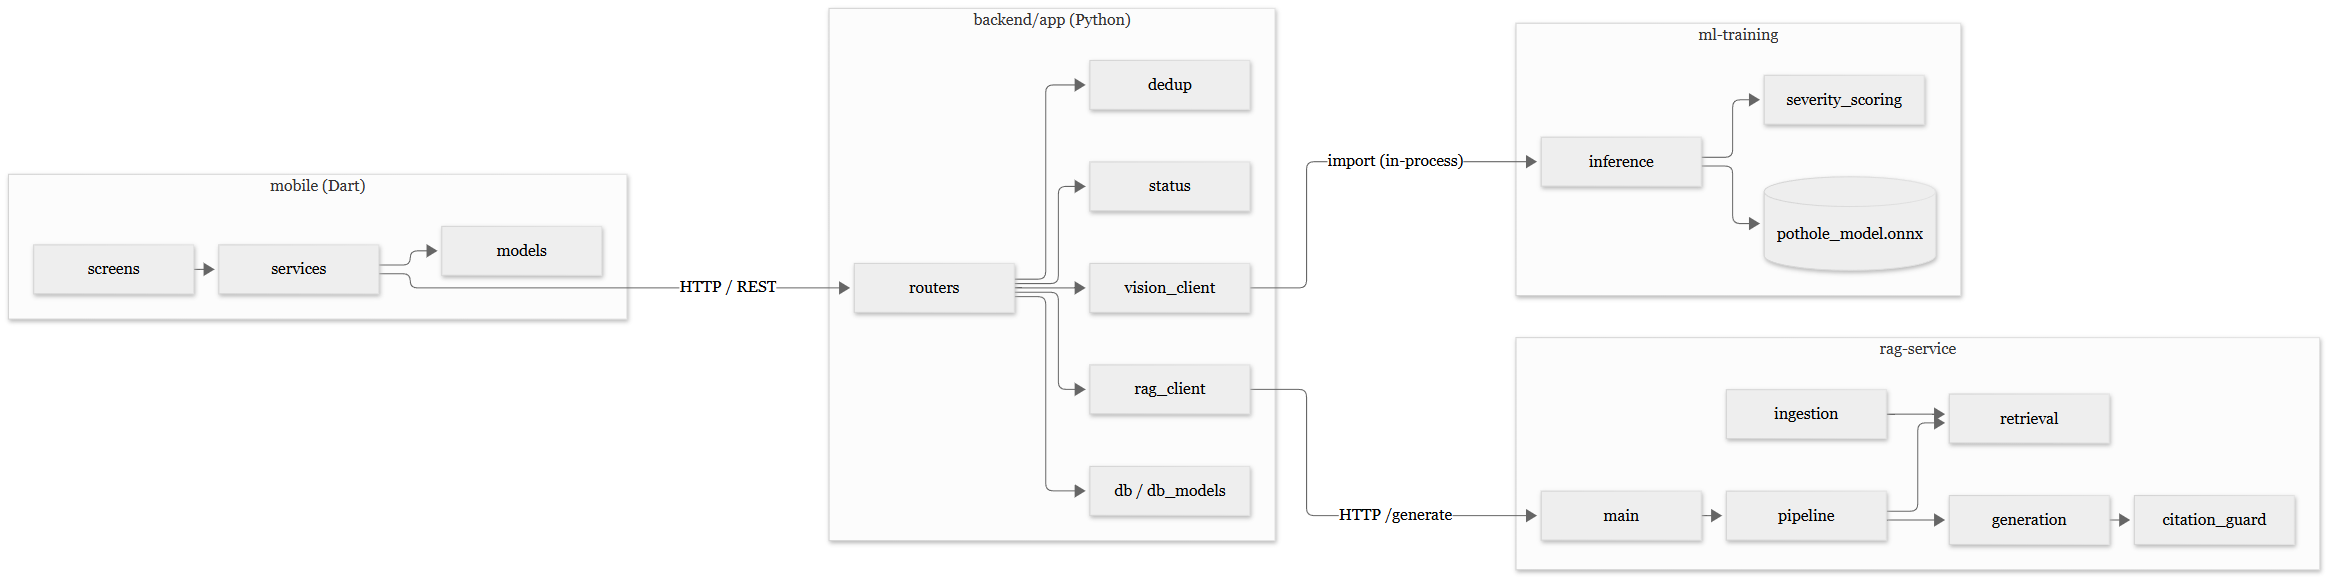 mobile (Dart)
screens
services
models
HTTP / REST
backend/app (Python)
routers
dedup
status
vision_client
rag_client
db / db_models
import (in-process)
HTTP /generate
ml-training
inference
severity_scoring
pothole_model.onnx
rag-service
ingestion
retrieval
main
pipeline
generation
citation_guard